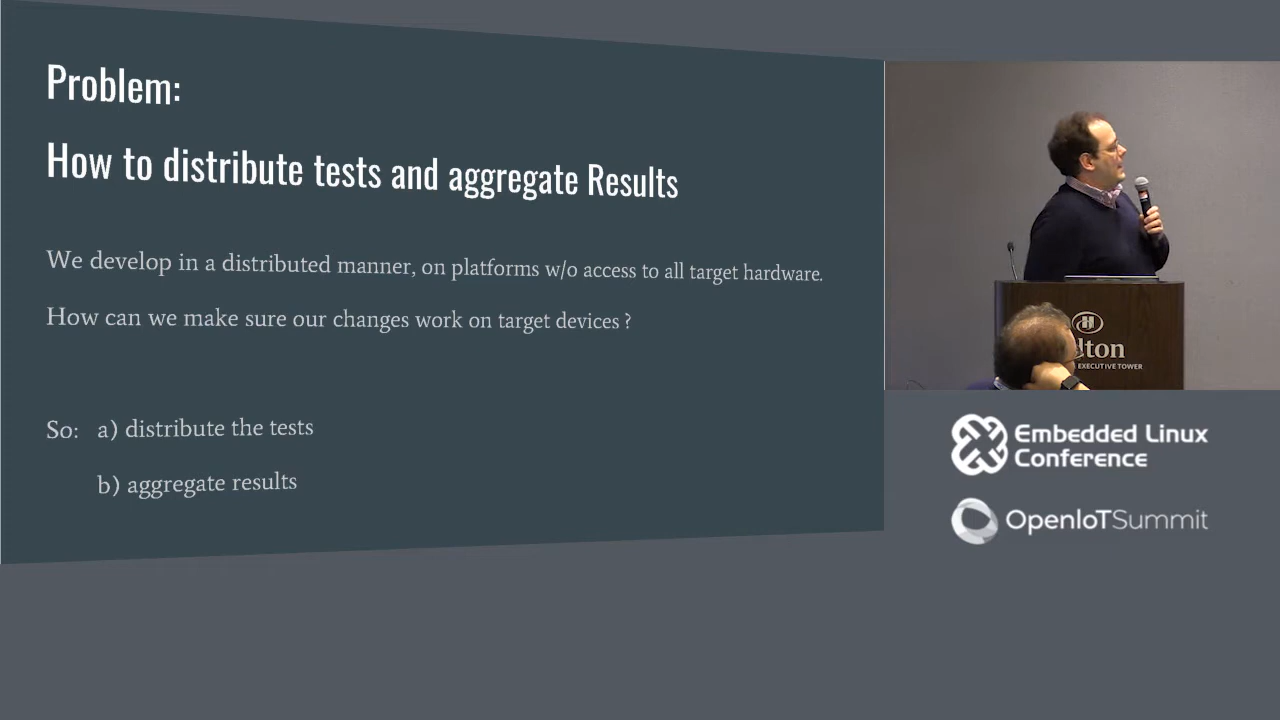 Problem:
How to distribute tests and aggregate Results
We develop in a distributed manner, on platforms w/o access to all target hardware.
How can we make sure our changes work on target devices ?
So: a) distribute the tests
b) aggregate results
EXECUTIVE TOWER
Embedded Linux
Conference
OpenIoTSummit